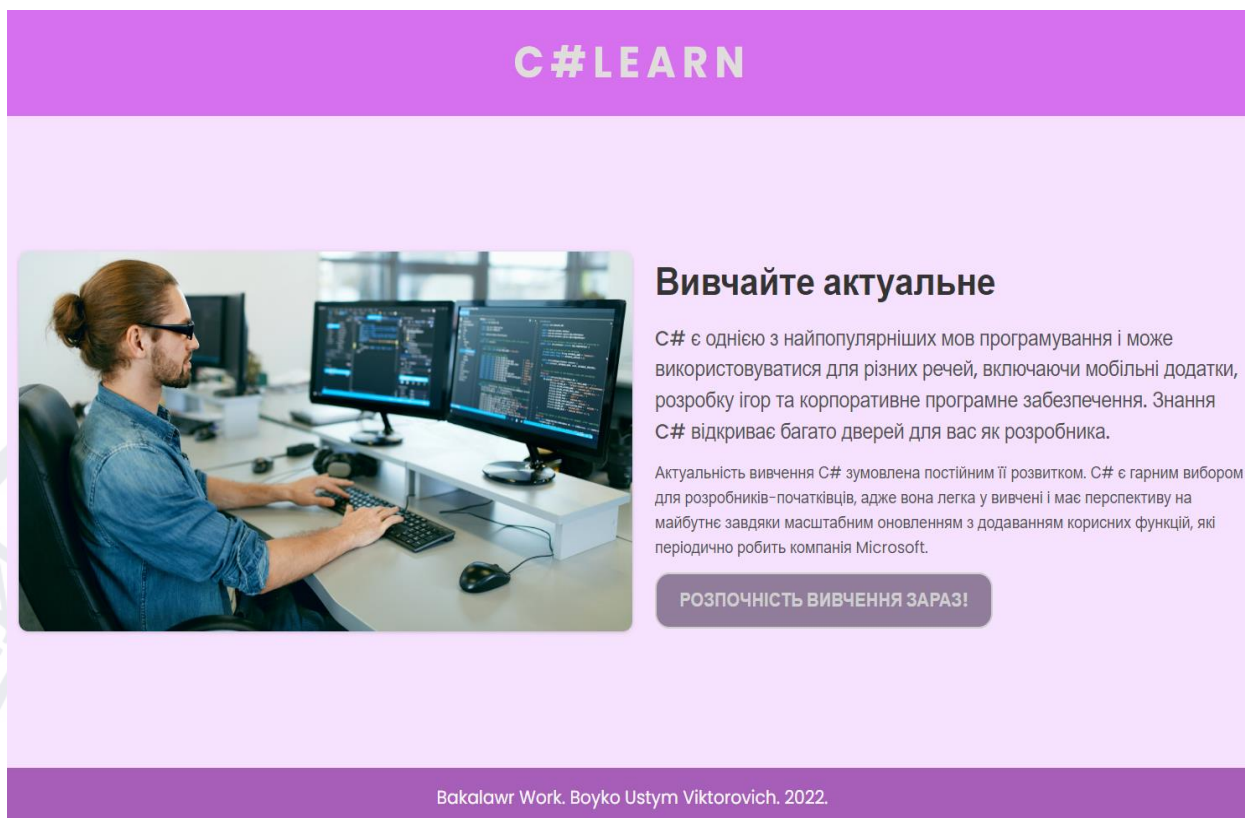 C#LEARN
Вивчайте актуальне
C# є однією з найпопулярніших мов програмування і може
використовуватися для різних речей, включаючи мобільні додатки,
розробку ігор та корпоративне програмне забезпечення. Знання
C# відкриває багато дверей для вас як розробника.
Актуальність вивчення C# зумовлена постійним її розвитком. C# є гарним вибором
для розробників-початківців, адже вона легка у вивчені і має перспективу на
майбутнє завдяки масштабним оновленням з додаванням корисних функцій, які
періодично робить компанія Microsoft.
РОЗПОЧНІСТЬ ВИВЧЕННЯ ЗАРАЗ!
Bakalawr Work. Boyko Ustym Viktorovich. 2022.